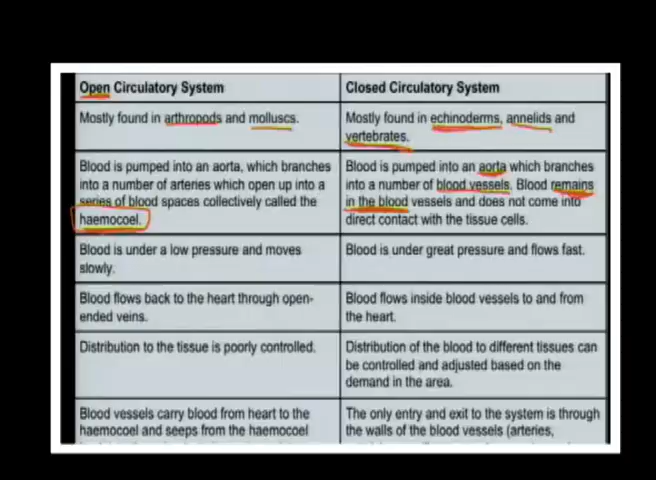 Open Circulatory System
Closed Circulatory System
Mostly found in arthropods and molluscs.
Mostly found in echinoderms, annelids and
vertebrates.
Blood is pumped into an aorta, which branches
into a number of arteries which open up into a
series of blood spaces collectively called the
haemocoel.
Blood is pumped into an aorta which branches
into a number of blood vessels. Blood remains
in the blood vessels and does not come into
direct contact with the tissue cells.
Blood is under a low pressure and moves
slowly.
Blood is under great pressure and flows fast.
Blood flows back to the heart through open-
ended veins.
Blood flows inside blood vessels to and from
the heart.
Distribution to the tissue is poorly controlled.
Distribution of the blood to different tissues can
be controlled and adjusted based on the
demand in the area.
Blood vessels carry blood from heart to the
haemocoel and seeps from the haemocoel
The only entry and exit to the system is through
the walls of the blood vessels (arteries,